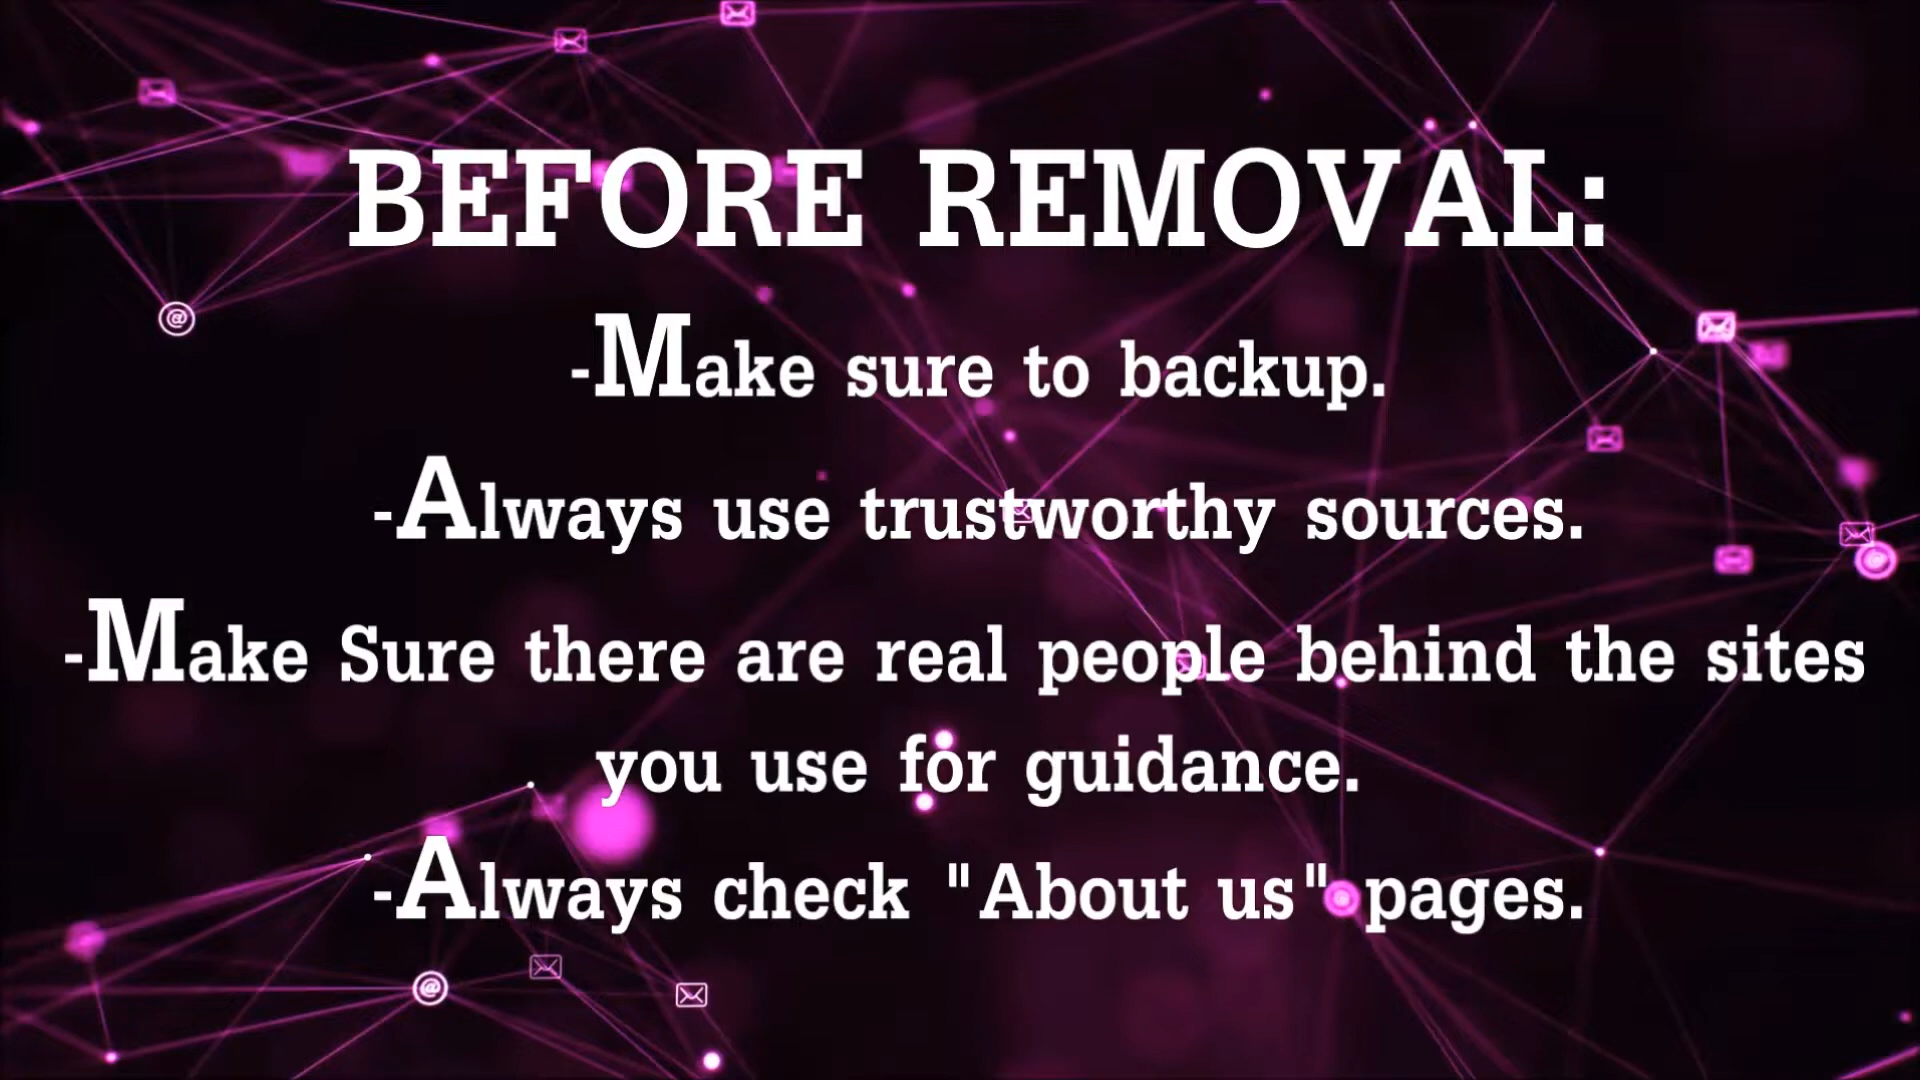 BEFORE REMOVAL:
-Make sure to backup.
-Always use trustworthy sources.
-Make Sure there are real people behind the sites
you use for guidance.
-Always check "About us" pages.